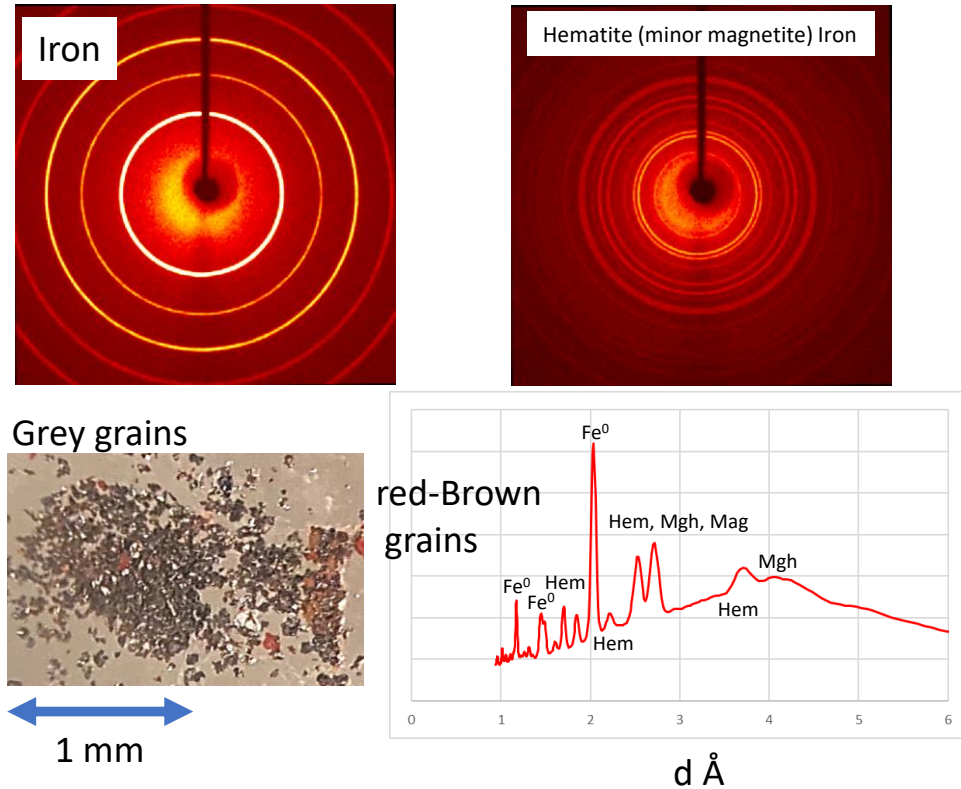 Iron
Hematite (minor magnetite) Iron
Grey grains
red-Brown
grains
1 mm
Fe⁰
Hem, Mgh, Mag
Fe⁰
Hem
Fe⁰
Mgh
Hem
Hem
0 1 2 3 4 5 6
d Å